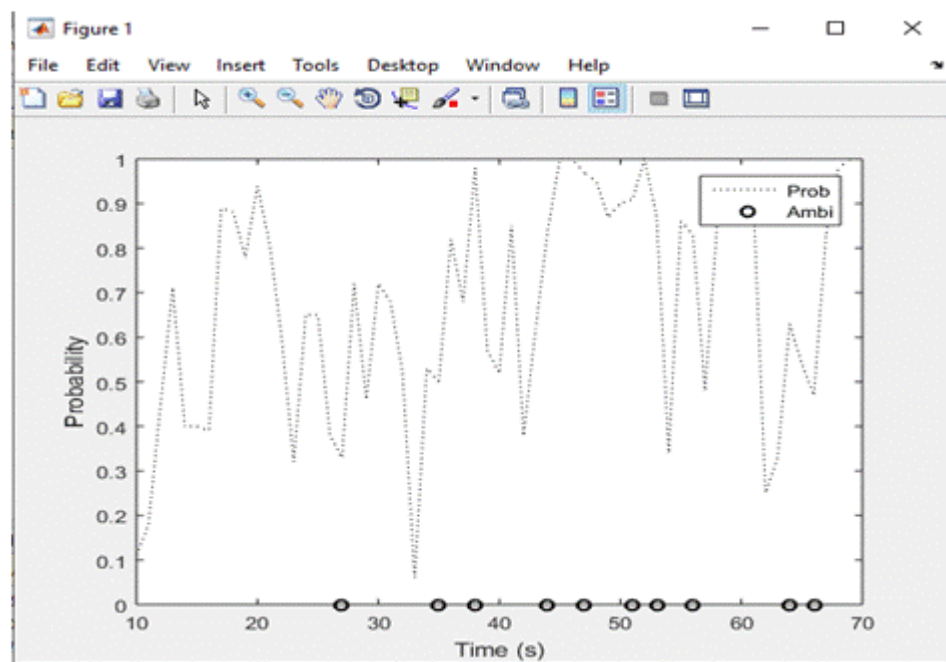 Figure 1
File Edit View Insert Tools Desktop Window Help
1
0.9
0.8
0.7
0.6
0.5
0.4
0.3
0.2
0.1
0
Probability
Prob
Ambi
10 20 30 40 50 60 70
Time (s)